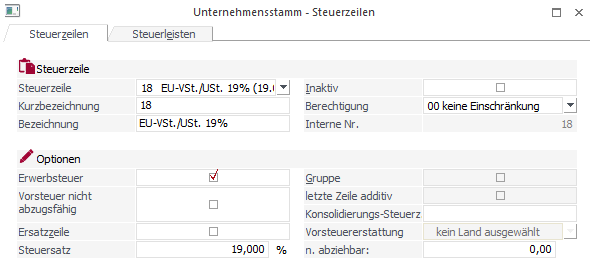 Unternehmensstamm - Steuerzeilen
Steuerzeilen Steuerleisten
Steuerzeile
Steuerzeile 18 EU-VSt./USt. 19% (19.0 Inaktiv
Kurzbezeichnung 18 Berechtigung 00 keine Einschränkung
Bezeichnung EU-VSt./USt. 19% Interne Nr. 18
Optionen
Erwerbsteuer Gruppe
Vorsteuer nicht abzugsfähig letzte Zeile additiv
Konsolidierungs-Steuerz
Ersatzzeile Vorsteuererstattung kein Land ausgewählt
Steuersatz 19,000 % n. abziehbar: 0,00